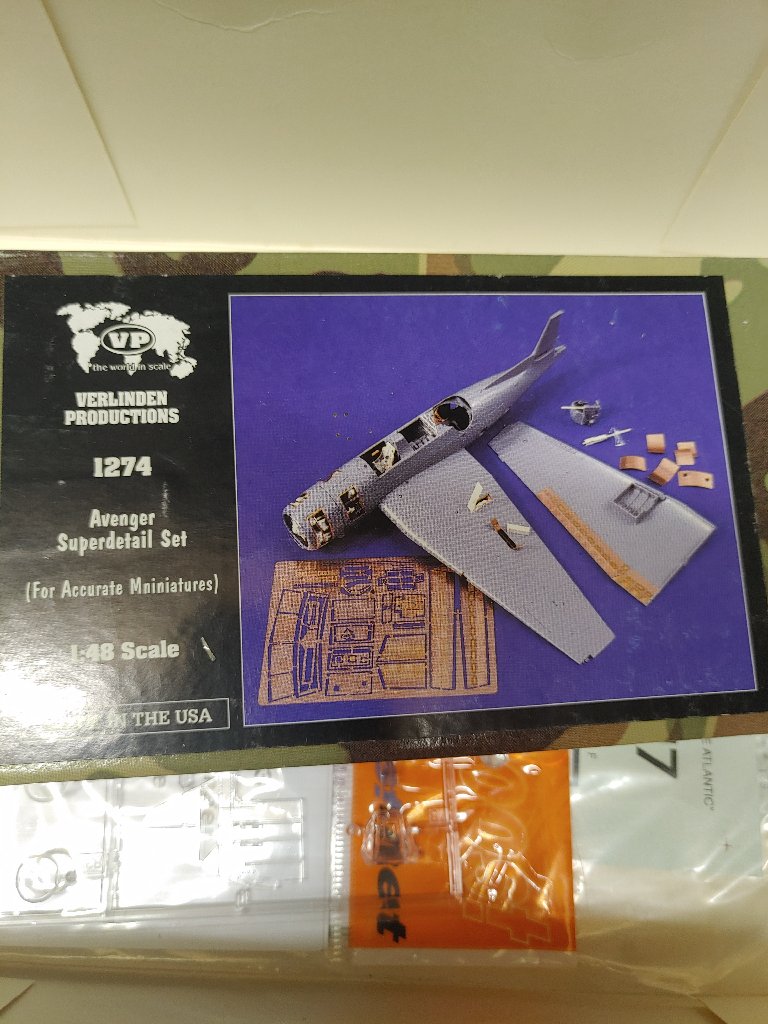 VP
the world in scale
VERLINDEN
PRODUCTIONS
1274
Avenger
Superdetail Set
(For Accurate Mniniatures)
1:48 Scale
IN THE USA
7
E ATLANTIC"
F